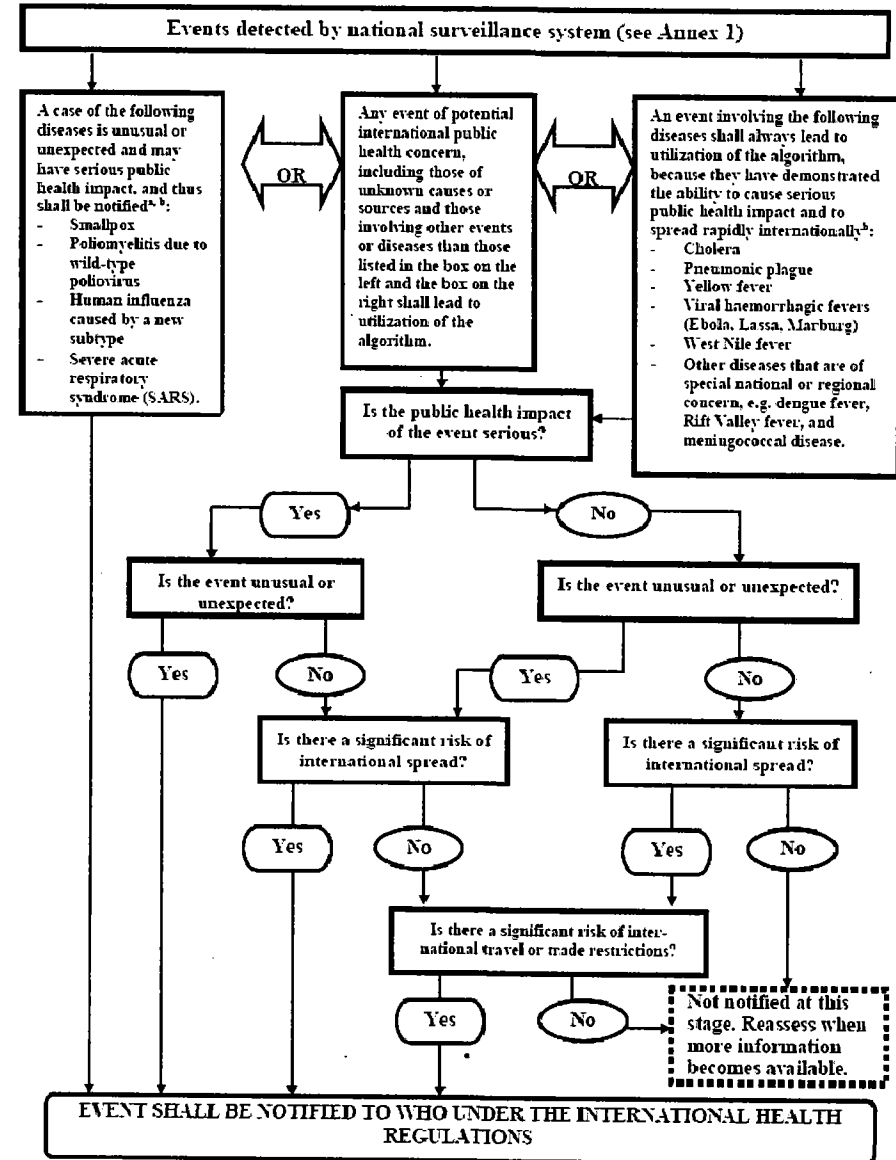 Events detected by national surveillance system (see Annex 1)
A case of the following
diseases is unusual or
unexpected and may
have serious public
health impact, and thus
shall be notifiedᵃ, ᵇ:
- Smallpox
- Poliomyelitis due to
wild-type
poliovirus
- Human influenza
caused by a new
subtype
- Severe acute
respiratory
syndrome (SARS).
OR
Any event of potential
international public
health concern,
including those of
unknown causes or
sources and those
involving other events
or diseases than those
listed in the box on the
left and the box on the
right shall lead to
utilization of the
algorithm.
OR
An event involving the following
diseases shall always lead to
utilization of the algorithm,
because they have demonstrated
the ability to cause serious
public health impact and to
spread rapidly internationallyᵇ:
- Cholera
- Pneumonic plague
- Yellow fever
- Viral haemorrhagic fevers
(Ebola, Lassa, Marburg)
- West Nile fever
- Other diseases that are of
special national or regional
concern, e.g. dengue fever,
Rift Valley fever, and
meningococcal disease.
Is the public health impact
of the event serious?
Yes
No
Is the event unusual or
unexpected?
Is the event unusual or unexpected?
Yes
No
Yes
No
Is there a significant risk of
international spread?
Is there a significant risk of
international spread?
Yes
No
Yes
No
Is there a significant risk of inter-
national travel or trade restrictions?
Yes
No
Not notified at this
stage. Reassess when
more information
becomes available.
EVENT SHALL BE NOTIFIED TO WHO UNDER THE INTERNATIONAL HEALTH
REGULATIONS